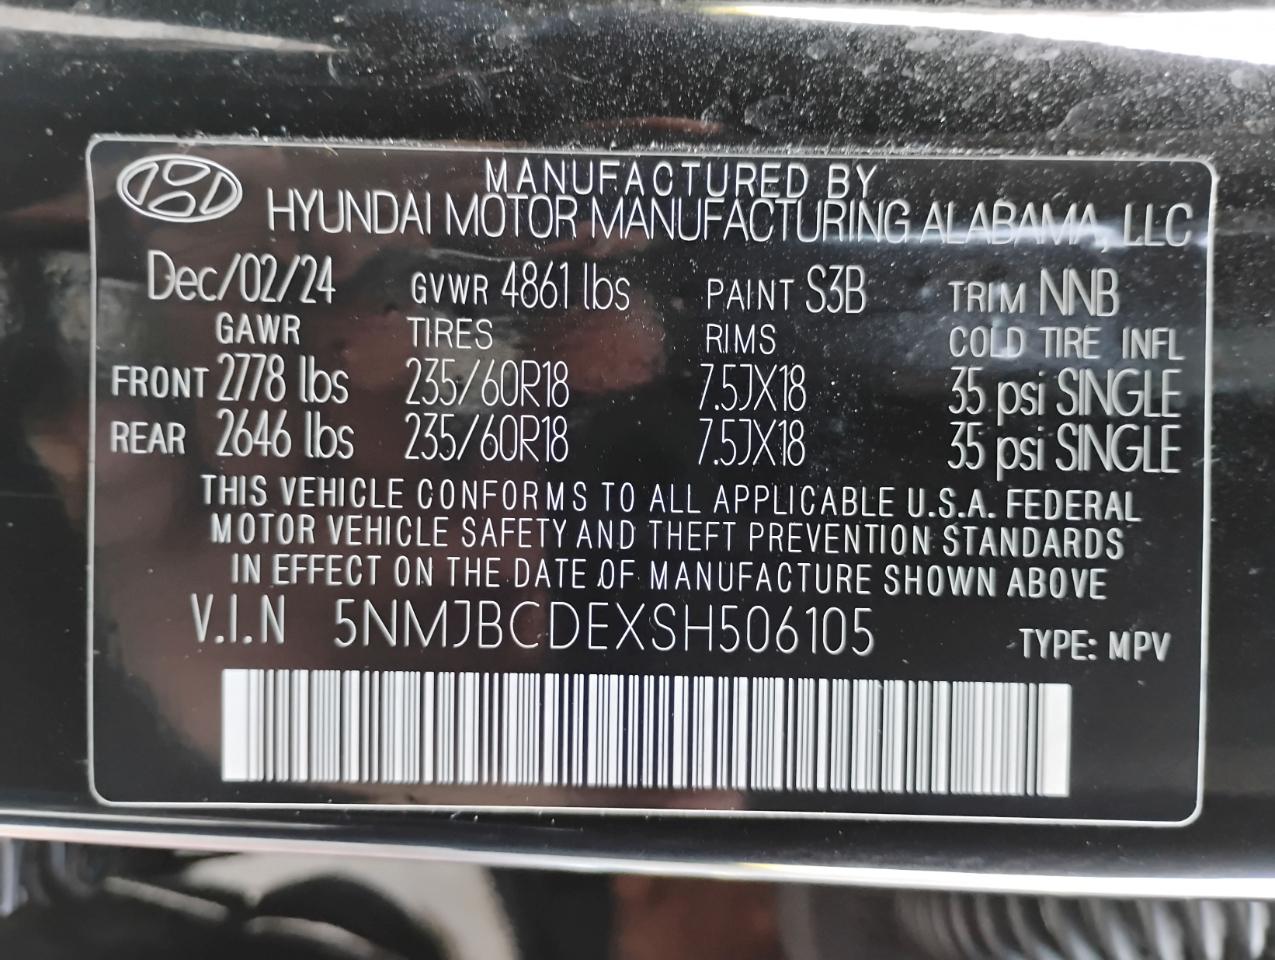 MANUFACTURED BY
HYUNDAI MOTOR MANUFACTURING ALABAMA, LLC
Dec/02/24 GVWR 4861 lbs PAINT S3B TRIM NNB
GAWR TIRES RIMS COLD TIRE INFL
FRONT 2778 lbs 235/60R18 7.5JX18 35 psi SINGLE
REAR 2646 lbs 235/60R18 7.5JX18 35 psi SINGLE
THIS VEHICLE CONFORMS TO ALL APPLICABLE U.S.A. FEDERAL
MOTOR VEHICLE SAFETY AND THEFT PREVENTION STANDARDS
IN EFFECT ON THE DATE OF MANUFACTURE SHOWN ABOVE
V.I.N 5NMJBCDEXSH506105 TYPE: MPV